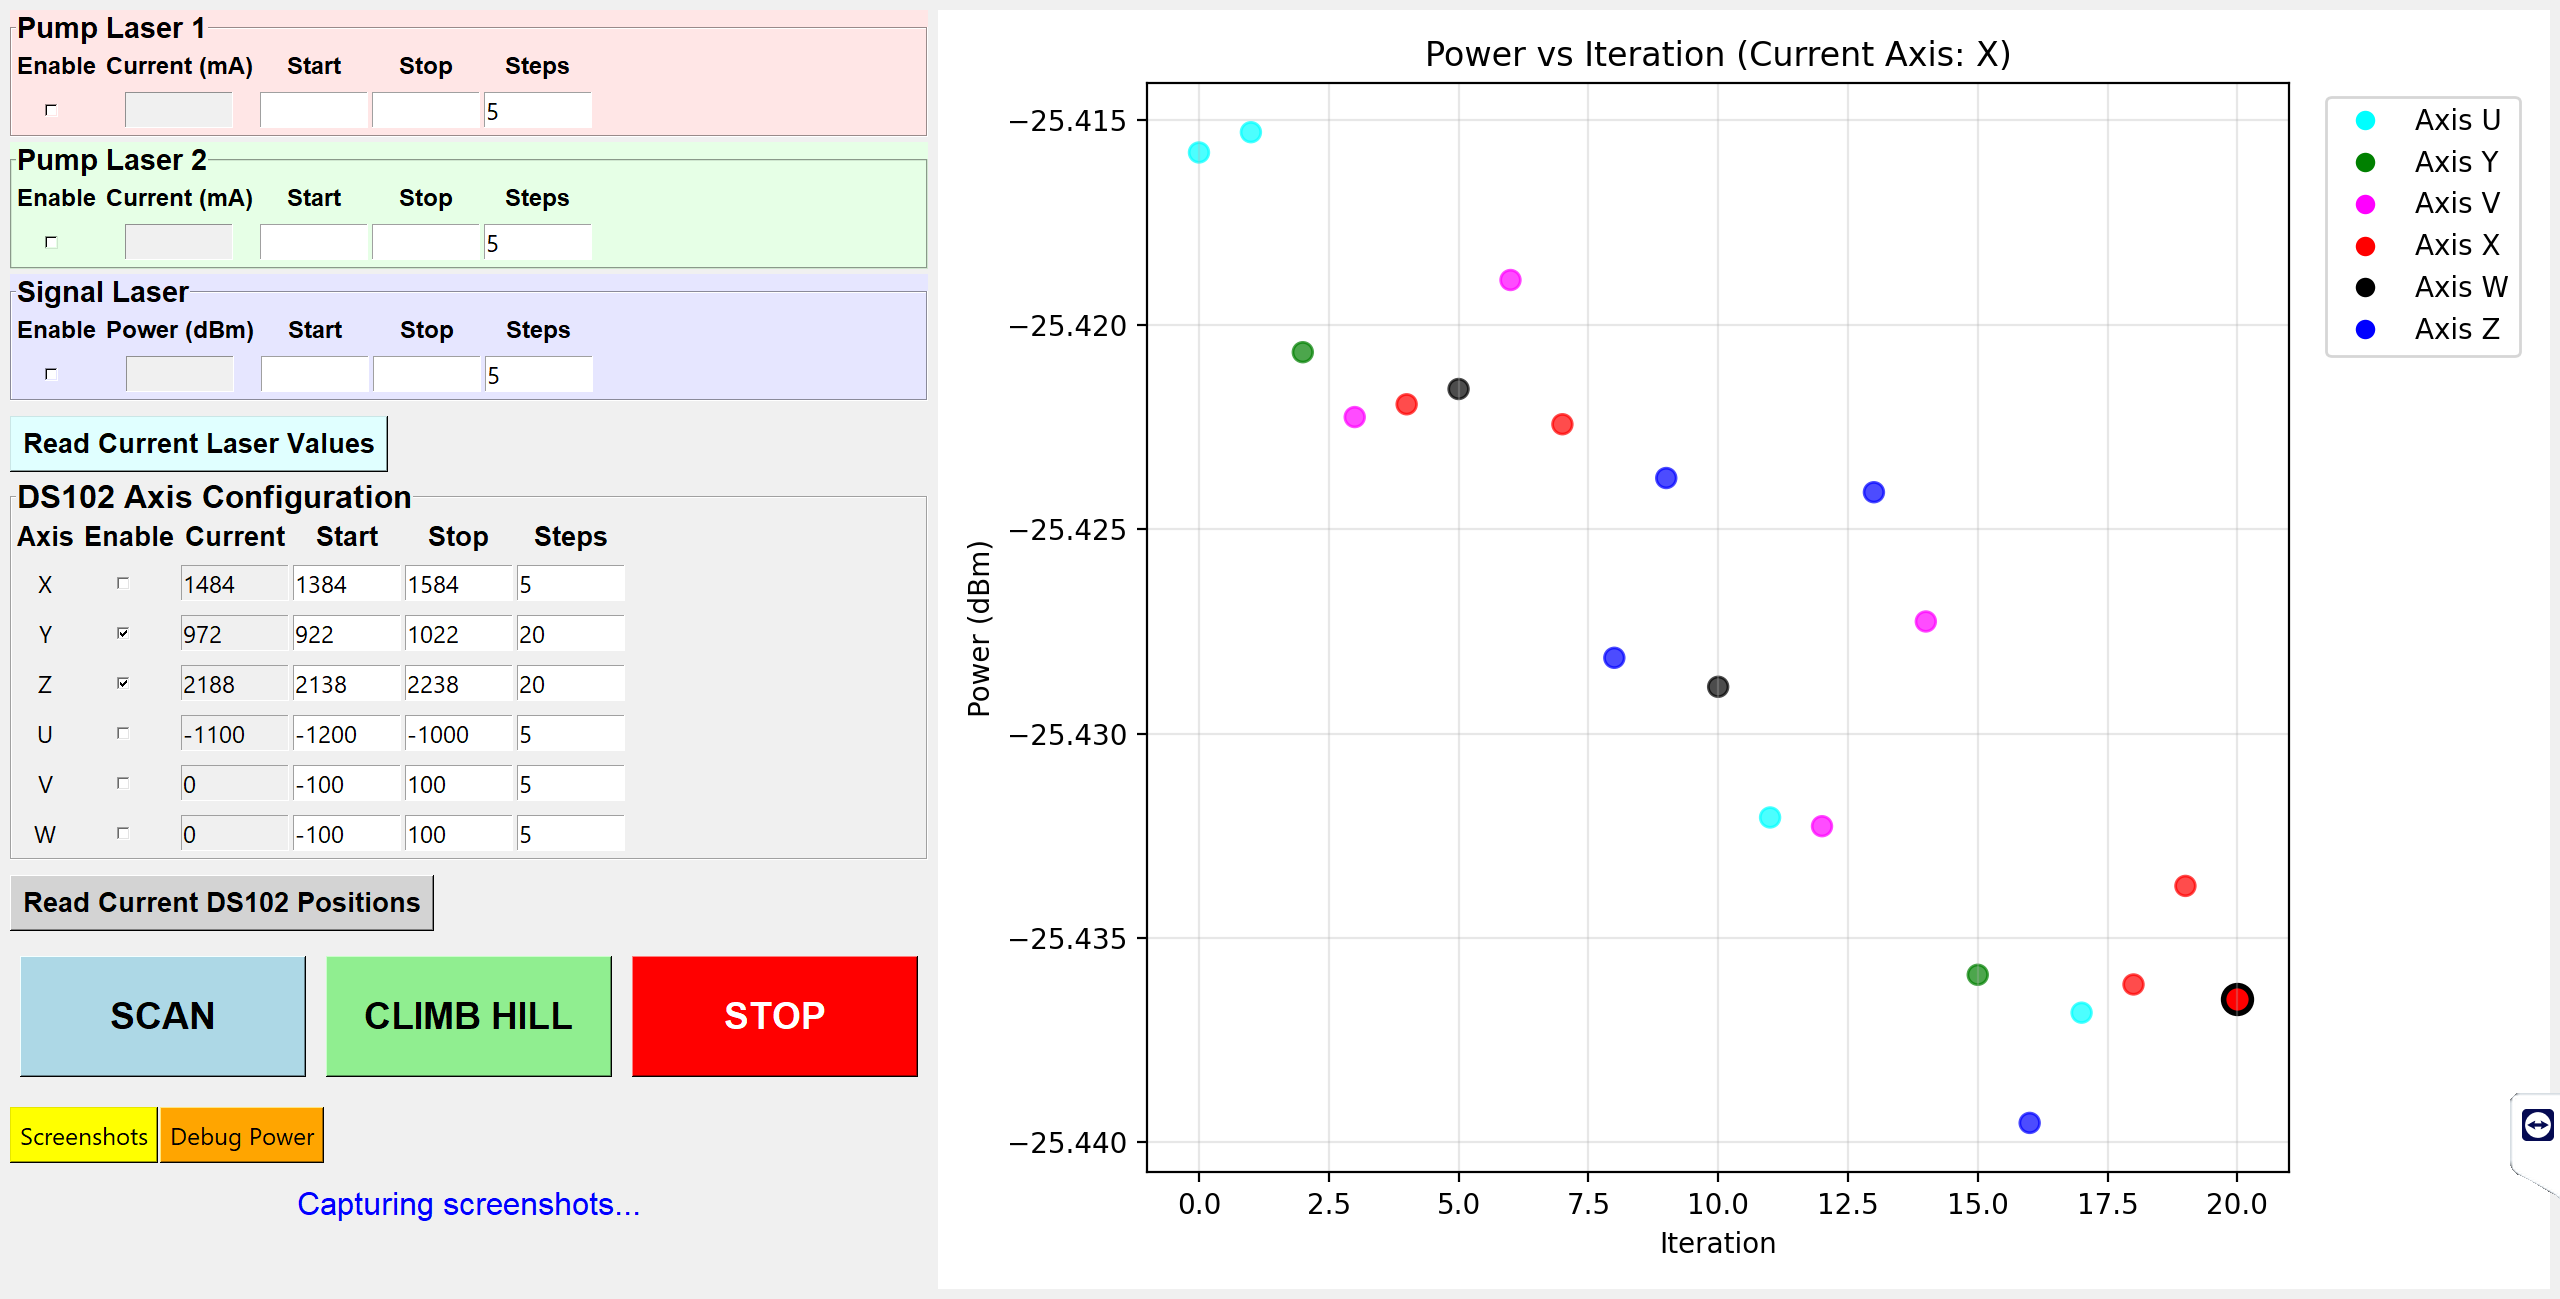 Pump Laser 1
Enable Current (mA) Start Stop Steps
5
Pump Laser 2
Enable Current (mA) Start Stop Steps
5
Signal Laser
Enable Power (dBm) Start Stop Steps
5
Read Current Laser Values
DS102 Axis Configuration
Axis Enable Current Start Stop Steps
X 1484 1384 1584 5
Y 972 922 1022 20
Z 2188 2138 2238 20
U -1100 -1200 -1000 5
V 0 -100 100 5
W 0 -100 100 5
Read Current DS102 Positions
SCAN CLIMB HILL STOP
Screenshots Debug Power
Capturing screenshots...
Power vs Iteration (Current Axis: X)
Power (dBm)
−25.415
−25.420
−25.425
−25.430
−25.435
−25.440
0.0 2.5 5.0 7.5 10.0 12.5 15.0 17.5 20.0
Iteration
Axis U
Axis Y
Axis V
Axis X
Axis W
Axis Z